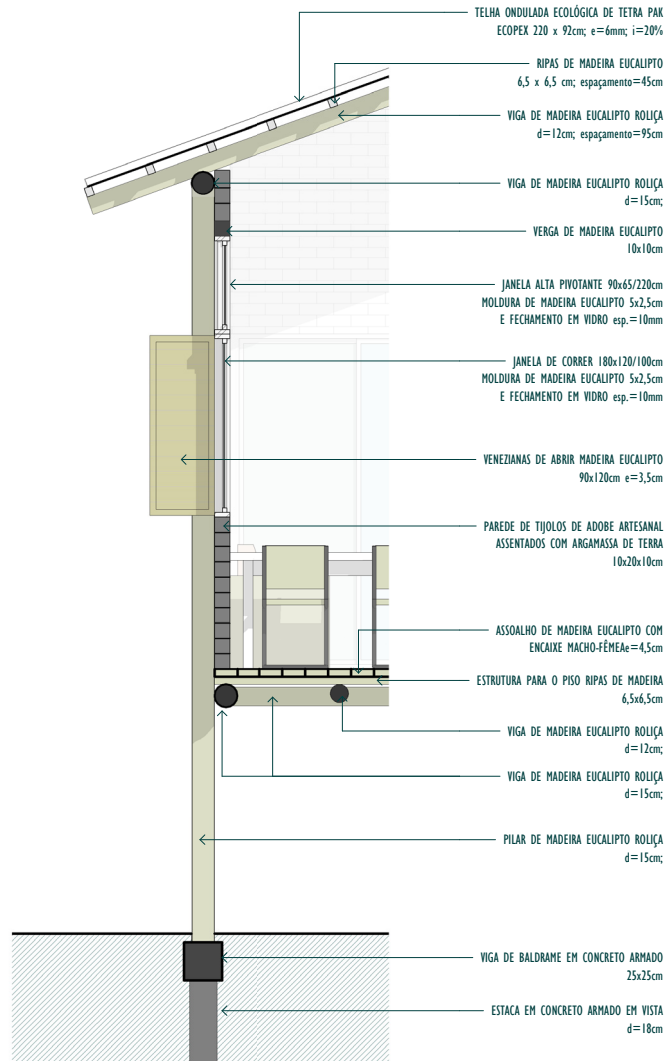 TELHA ONDULADA ECOLÓGICA DE TETRA PAK
ECOPEX 220 x 92cm; e=6mm; i=20%
RIPAS DE MADEIRA EUCALIPTO
6,5 x 6,5 cm; espaçamento=45cm
VIGA DE MADEIRA EUCALIPTO ROLIÇA
d=12cm; espaçamento=95cm
VIGA DE MADEIRA EUCALIPTO ROLIÇA
d=15cm;
VERGA DE MADEIRA EUCALIPTO
10x10cm
JANELA ALTA PIVOTANTE 90x65/220cm
MOLDURA DE MADEIRA EUCALIPTO 5x2,5cm
E FECHAMENTO EM VIDRO esp.=10mm
JANELA DE CORRER 180x120/100cm
MOLDURA DE MADEIRA EUCALIPTO 5x2,5cm
E FECHAMENTO EM VIDRO esp.=10mm
VENEZIANAS DE ABRIR MADEIRA EUCALIPTO
90x120cm e=3,5cm
PAREDE DE TIJOLOS DE ADOBE ARTESANAL
ASSENTADOS COM ARGAMASSA DE TERRA
10x20x10cm
ASSOALHO DE MADEIRA EUCALIPTO COM
ENCAIXE MACHO-FÊMEAe=4,5cm
ESTRUTURA PARA O PISO RIPAS DE MADEIRA
6,5x6,5cm
VIGA DE MADEIRA EUCALIPTO ROLIÇA
d=12cm;
VIGA DE MADEIRA EUCALIPTO ROLIÇA
d=15cm;
PILAR DE MADEIRA EUCALIPTO ROLIÇA
d=15cm;
VIGA DE BALDRAME EM CONCRETO ARMADO
25x25cm
ESTACA EM CONCRETO ARMADO EM VISTA
d=18cm